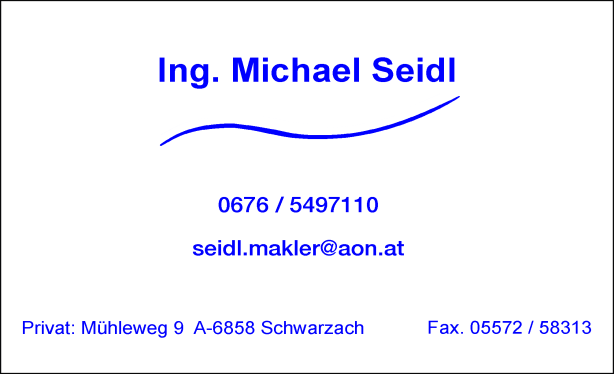 Ing. Michael Seidl
0676 / 5497110
seidl.makler@aon.at
Privat: Mühleweg 9  A-6858 Schwarzach Fax. 05572 / 58313